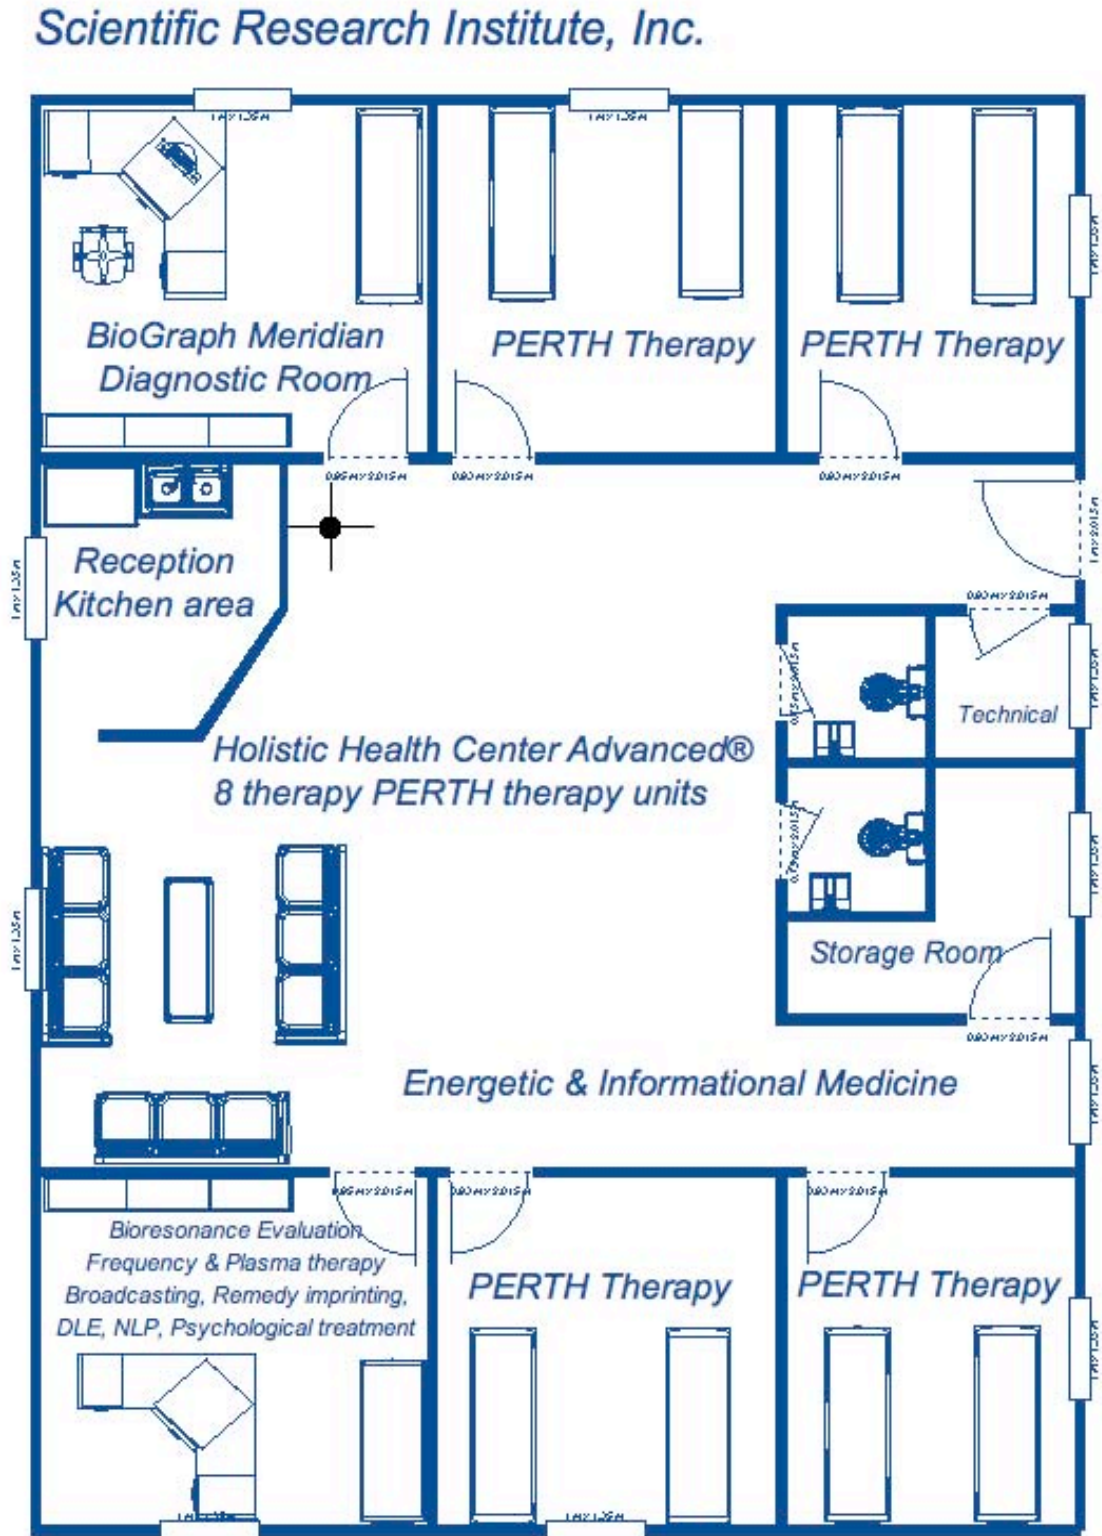 Scientific Research Institute, Inc.
BioGraph Meridian
Diagnostic Room
PERTH Therapy
PERTH Therapy
Reception
Kitchen area
Technical
Holistic Health Center Advanced®
8 therapy PERTH therapy units
Storage Room
Energetic & Informational Medicine
Bioresonance Evaluation
Frequency & Plasma therapy
Broadcasting, Remedy imprinting,
DLE, NLP, Psychological treatment
PERTH Therapy
PERTH Therapy